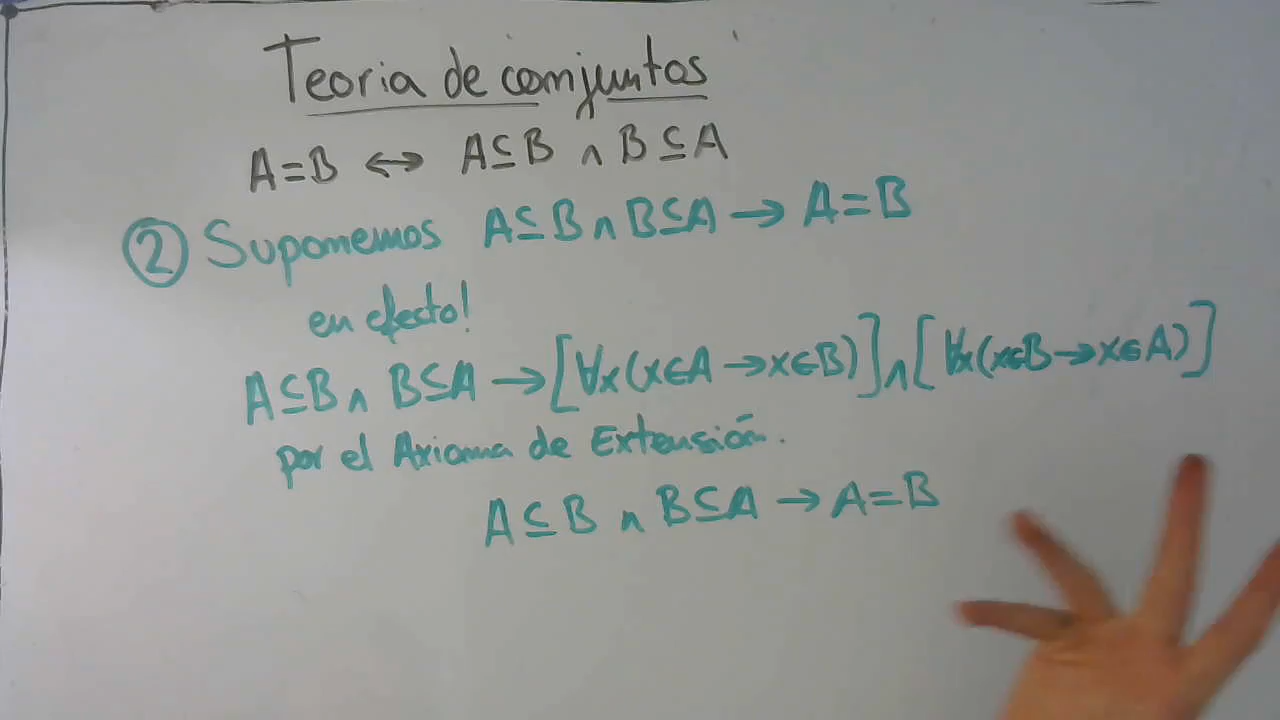 Teoria de conjuntos
A=B ↔ A⊆B ∧ B⊆A
② Suponemos A⊆B ∧ B⊆A → A=B
en efecto!
A⊆B ∧ B⊆A → [∀x(x∈A → x∈B)] ∧ [∀x(x∈B → x∈A)]
por el Axioma de Extensión.
A⊆B ∧ B⊆A → A=B